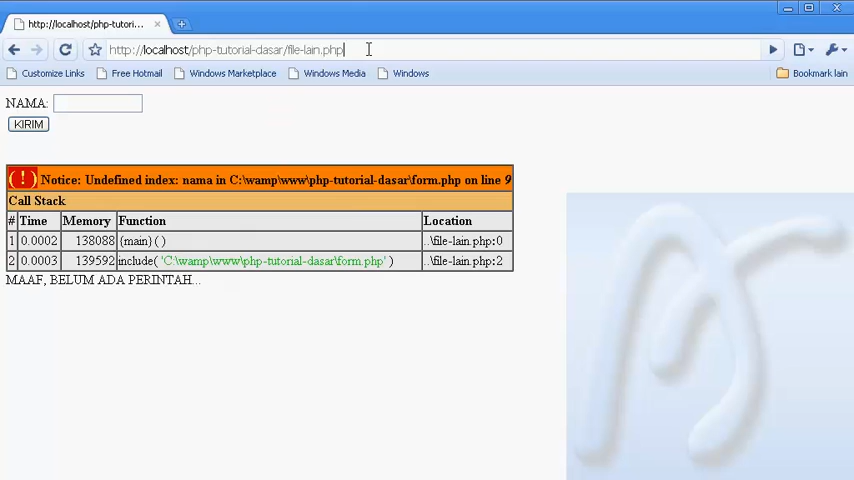 http://localhost/php-tutori...
http://localhost/php-tutorial-dasar/file-lain.php
Customize Links Free Hotmail Windows Marketplace Windows Media Windows Bookmark lain
NAMA:
KIRIM
( ! ) Notice: Undefined index: nama in C:\wamp\www\php-tutorial-dasar\form.php on line 9
Call Stack
# Time Memory Function Location
1 0.0002 138088 {main}( ) ..\file-lain.php:0
2 0.0003 139592 include( 'C:\wamp\www\php-tutorial-dasar\form.php' ) ..\file-lain.php:2
MAAF, BELUM ADA PERINTAH...